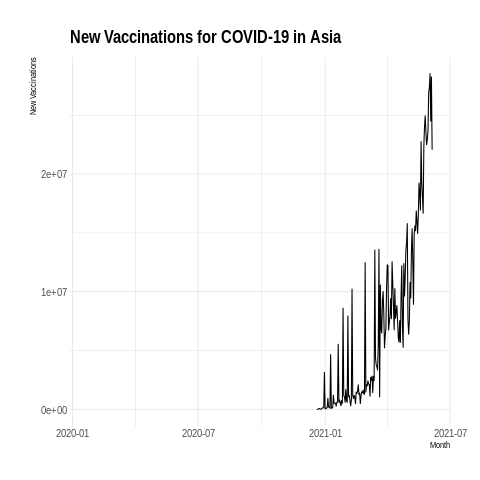 New Vaccinations for COVID-19 in Asia
New Vaccinations
2e+07
1e+07
0e+00
2020-01 2020-07 2021-01 2021-07
Month